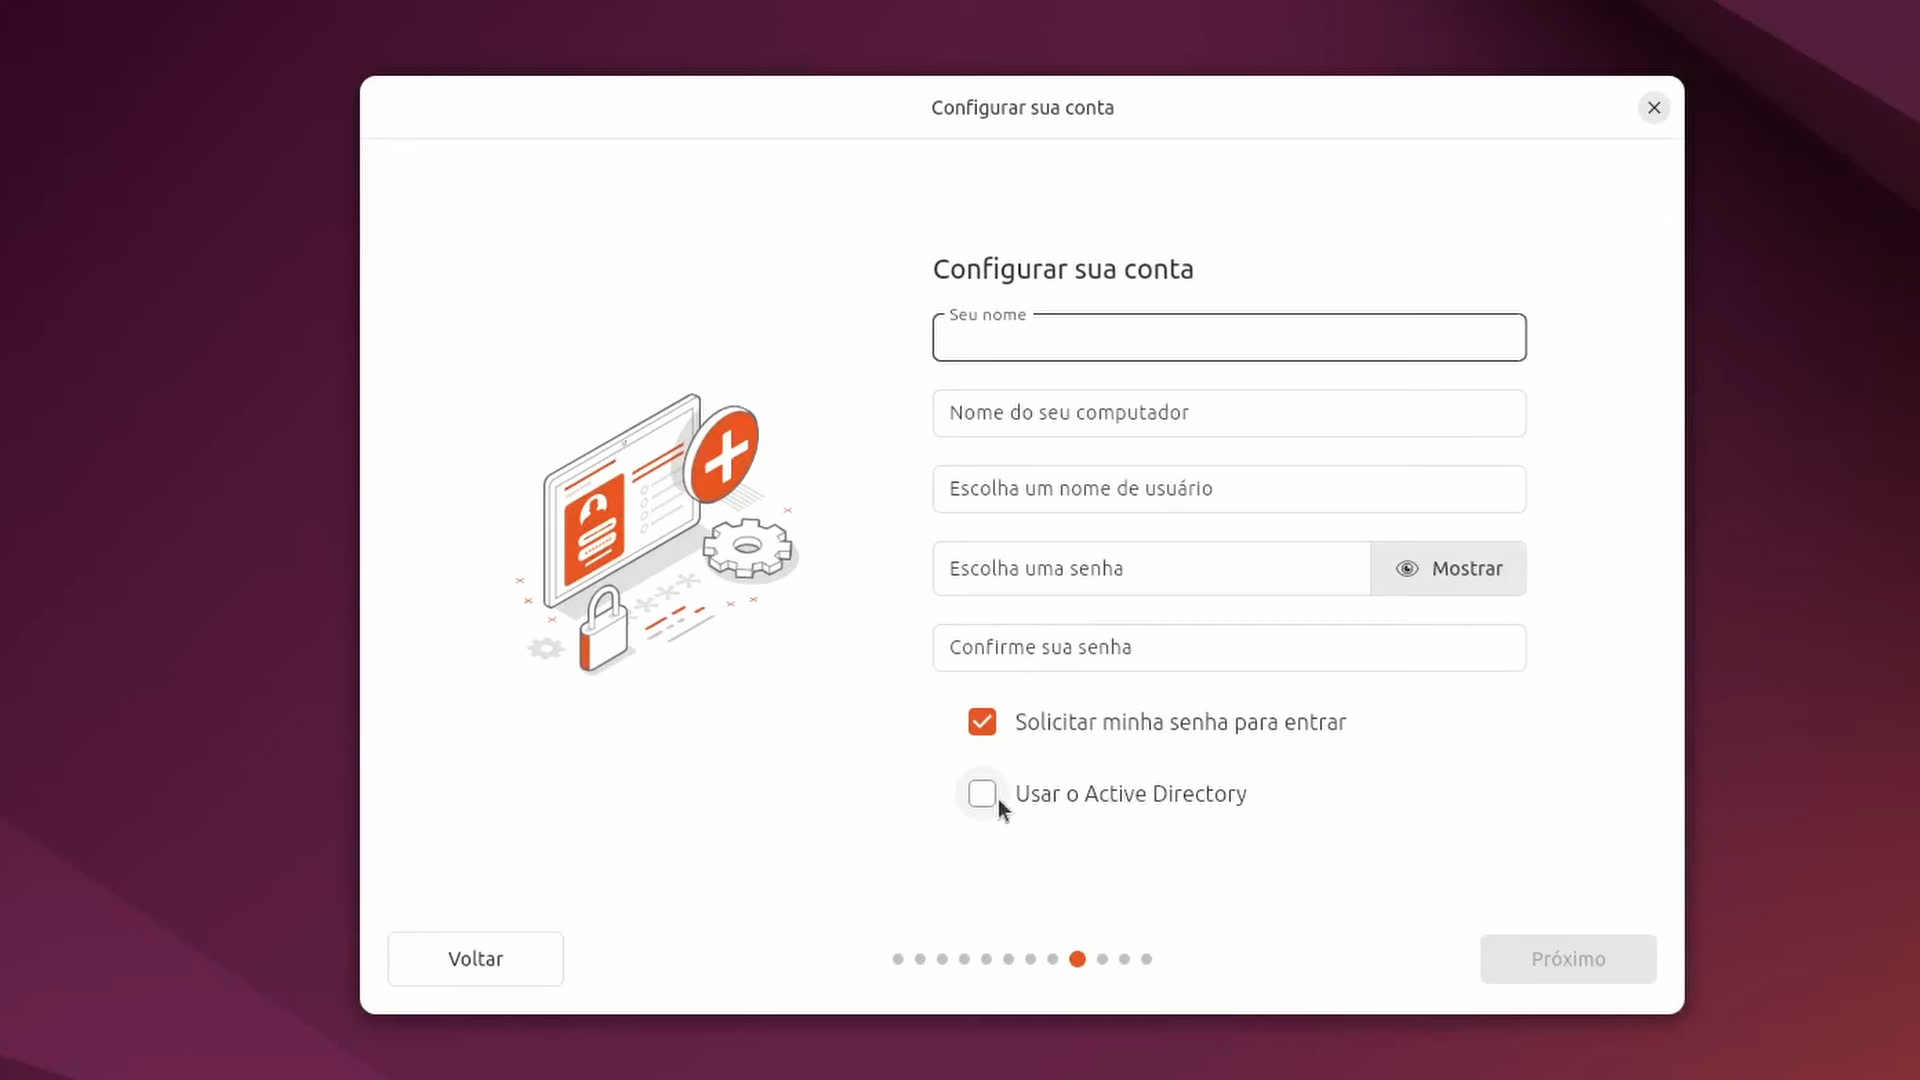 Configurar sua conta
Configurar sua conta
Seu nome
Nome do seu computador
Escolha um nome de usuário
Escolha uma senha
Mostrar
Confirme sua senha
Solicitar minha senha para entrar
Usar o Active Directory
Voltar
Próximo